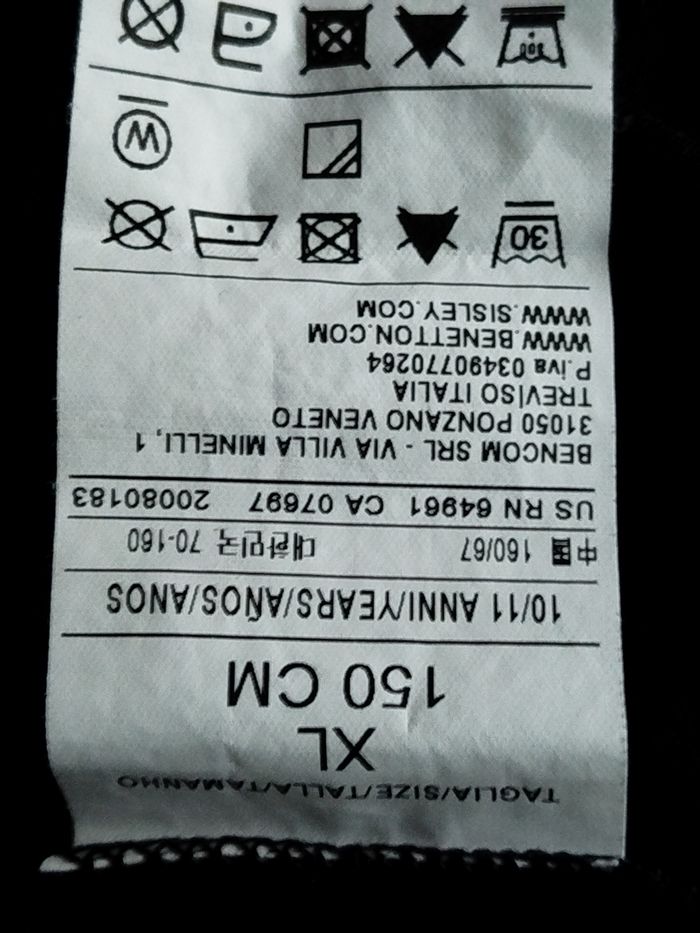 TAGLIA/SIZE/TALLA/TAMANHO
XL
150 CM
10/11 ANNI/YEARS/AÑOS/ANOS
中国 160/67 대한민국 70-160
US RN 64961 CA 07697 20080183
BENCOM SRL - VIA VILLA MINELLI, 1
31050 PONZANO VENETO
TREVISO ITALIA
P.iva 03490770264
WWW.BENETTON.COM
WWW.SISLEY.COM
30
W